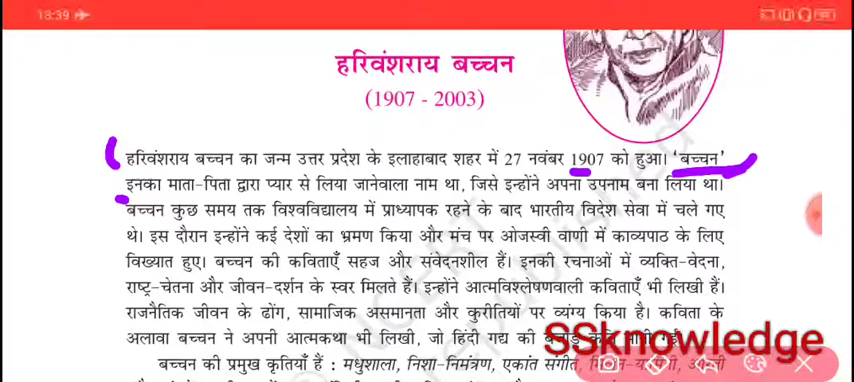 18:39
हरिवंशराय बच्चन
(1907 - 2003)
हरिवंशराय बच्चन का जन्म उत्तर प्रदेश के इलाहाबाद शहर में 27 नवंबर 1907 को हुआ। ‘बच्चन’
इनका माता-पिता द्वारा प्यार से लिया जानेवाला नाम था, जिसे इन्होंने अपना उपनाम बना लिया था।
बच्चन कुछ समय तक विश्वविद्यालय में प्राध्यापक रहने के बाद भारतीय विदेश सेवा में चले गए
थे। इस दौरान इन्होंने कई देशों का भ्रमण किया और मंच पर ओजस्वी वाणी में काव्यपाठ के लिए
विख्यात हुए। बच्चन की कविताएँ सहज और संवेदनशील हैं। इनकी रचनाओं में व्यक्ति-वेदना,
राष्ट्र-चेतना और जीवन-दर्शन के स्वर मिलते हैं। इन्होंने आत्मविश्लेषणवाली कविताएँ भी लिखी हैं।
राजनैतिक जीवन के ढोंग, सामाजिक असमानता और कुरीतियों पर व्यंग्य किया है। कविता के
अलावा बच्चन ने अपनी आत्मकथा भी लिखी, जो हिंदी गद्य की
SSknowledge
बच्चन की प्रमुख कृतियाँ हैं : मधुशाला, निशा-निमंत्रण, एकांत संगीत,